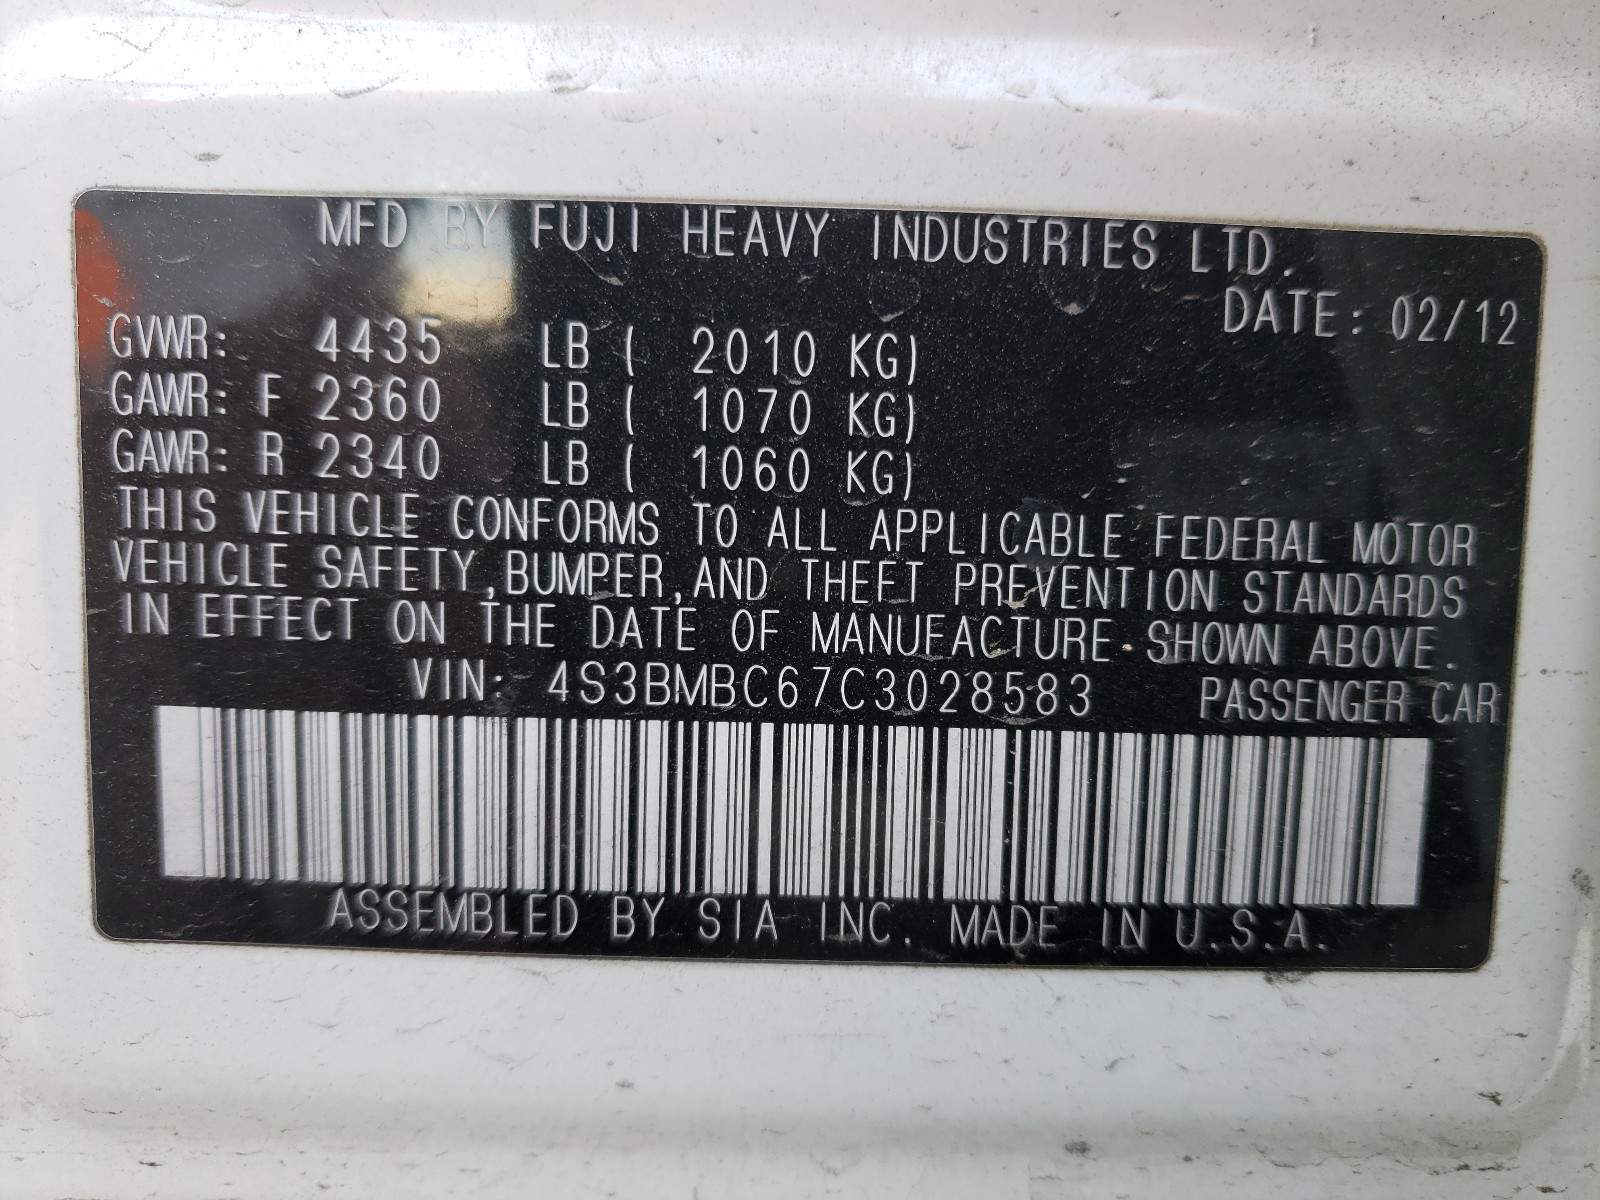 MFD BY FUJI HEAVY INDUSTRIES LTD.
DATE: 02/12
GVWR: 4435 LB ( 2010 KG)
GAWR: F 2360 LB ( 1070 KG)
GAWR: R 2340 LB ( 1060 KG)
THIS VEHICLE CONFORMS TO ALL APPLICABLE FEDERAL MOTOR
VEHICLE SAFETY,BUMPER,AND THEFT PREVENTION STANDARDS
IN EFFECT ON THE DATE OF MANUFACTURE SHOWN ABOVE.
VIN: 4S3BMBC67C3028583 PASSENGER CAR
ASSEMBLED BY SIA INC. MADE IN U.S.A.